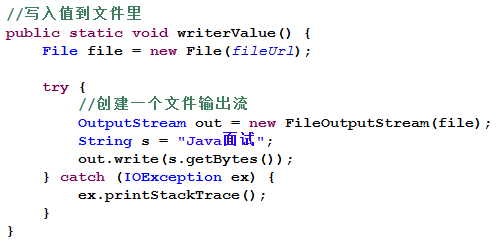 //写入值到文件里
public static void writerValue() {
    File file = new File(fileUrl);

    try {
        //创建一个文件输出流
        OutputStream out = new FileOutputStream(file);
        String s = "Java面试";
        out.write(s.getBytes());
    } catch (IOException ex) {
        ex.printStackTrace();
    }
}